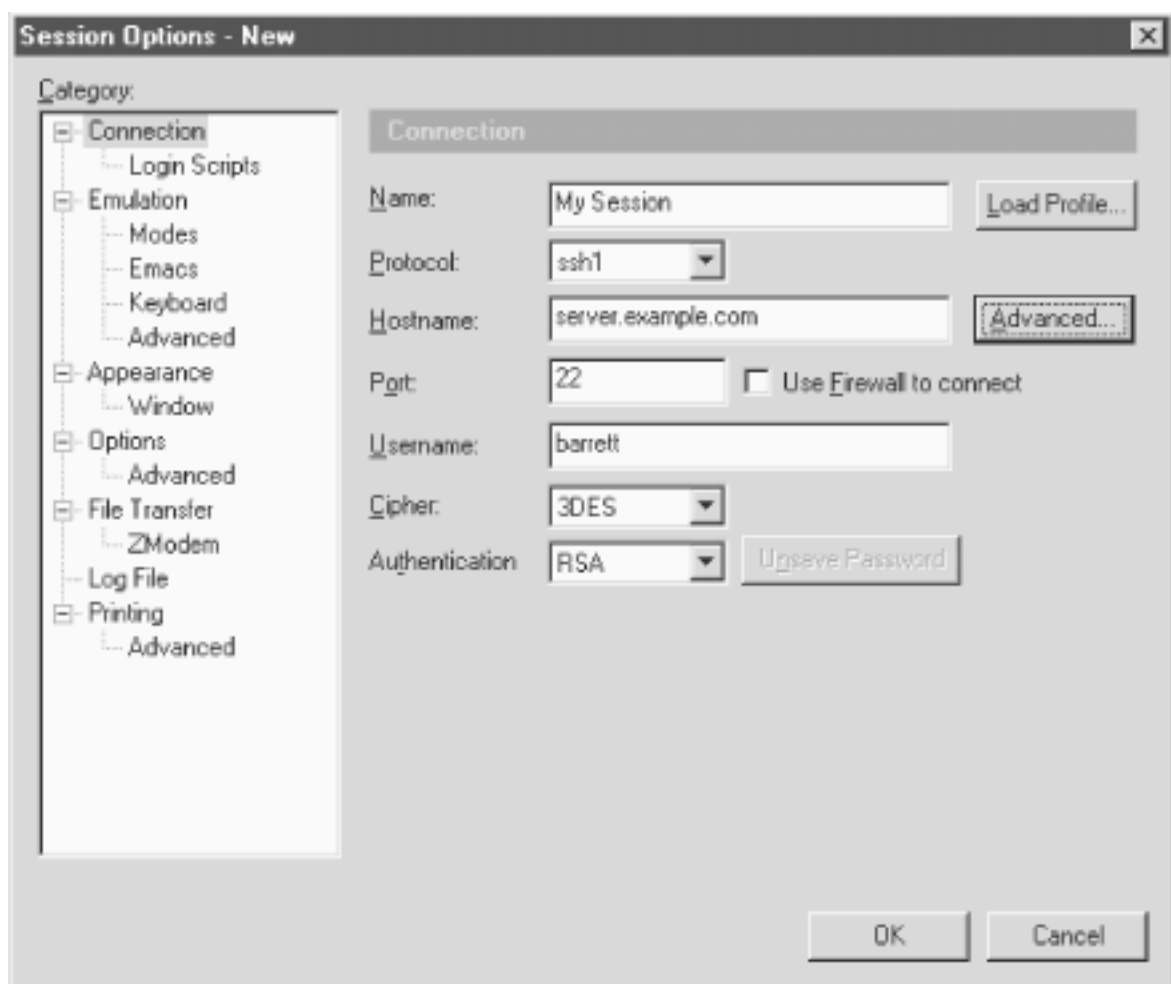 Session Options - New
Category:
Connection
Login Scripts
Emulation
Modes
Emacs
Keyboard
Advanced
Appearance
Window
Options
Advanced
File Transfer
ZModem
Log File
Printing
Advanced
Connection
Name: My Session Load Profile...
Protocol: ssh1
Hostname: server.example.com Advanced...
Port: 22 Use Firewall to connect
Username: barrett
Cipher: 3DES
Authentication RSA Unsave Password
OK Cancel